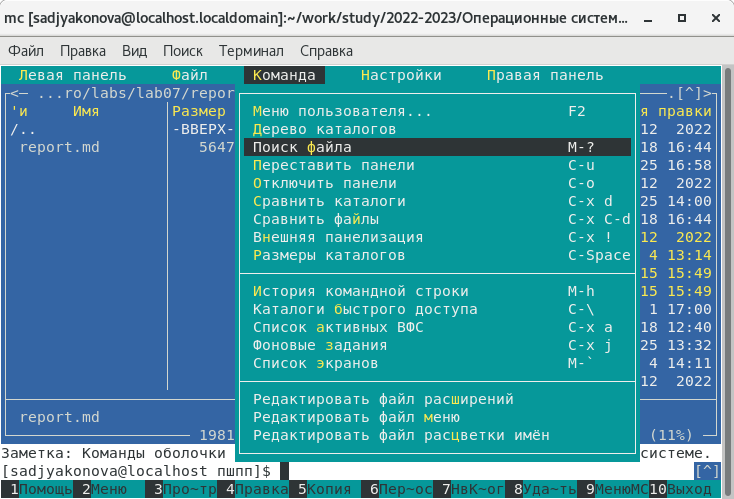 mc [sadjyakonova@localhost.localdomain]:~/work/study/2022-2023/Операционные систем...
Файл Правка Вид Поиск Терминал Справка
Левая панель Файл Команда Настройки Правая панель
<— ...ro/labs/lab07/repor .[^]>
'и Имя Размер я правки
/.. -ВВЕРХ- 12 2022
report.md 5647 18 16:44
25 16:58
12 2022
25 14:00
18 16:44
12 2022
4 13:14
15 15:49
15 15:49
1 17:00
18 12:40
25 13:32
4 14:11
12 2022
Меню пользователя... F2
Дерево каталогов
Поиск файла M-?
Переставить панели C-u
Отключить панели C-o
Сравнить каталоги C-x d
Сравнить файлы C-x C-d
Внешняя панелизация C-x !
Размеры каталогов C-Space
История командной строки M-h
Каталоги быстрого доступа C-\
Список активных ВФС C-x a
Фоновые задания C-x j
Список экранов M-`
Редактировать файл расширений
Редактировать файл меню
Редактировать файл расцветки имён
report.md
1981 (11%)
Заметка: Команды оболочки системе.
[sadjyakonova@localhost пшпп]$ [^]
1Помощь 2Меню 3Про~тр 4Правка 5Копия 6Пер~ос 7НвК~ог 8Уда~ть 9МенюMC 10Выход